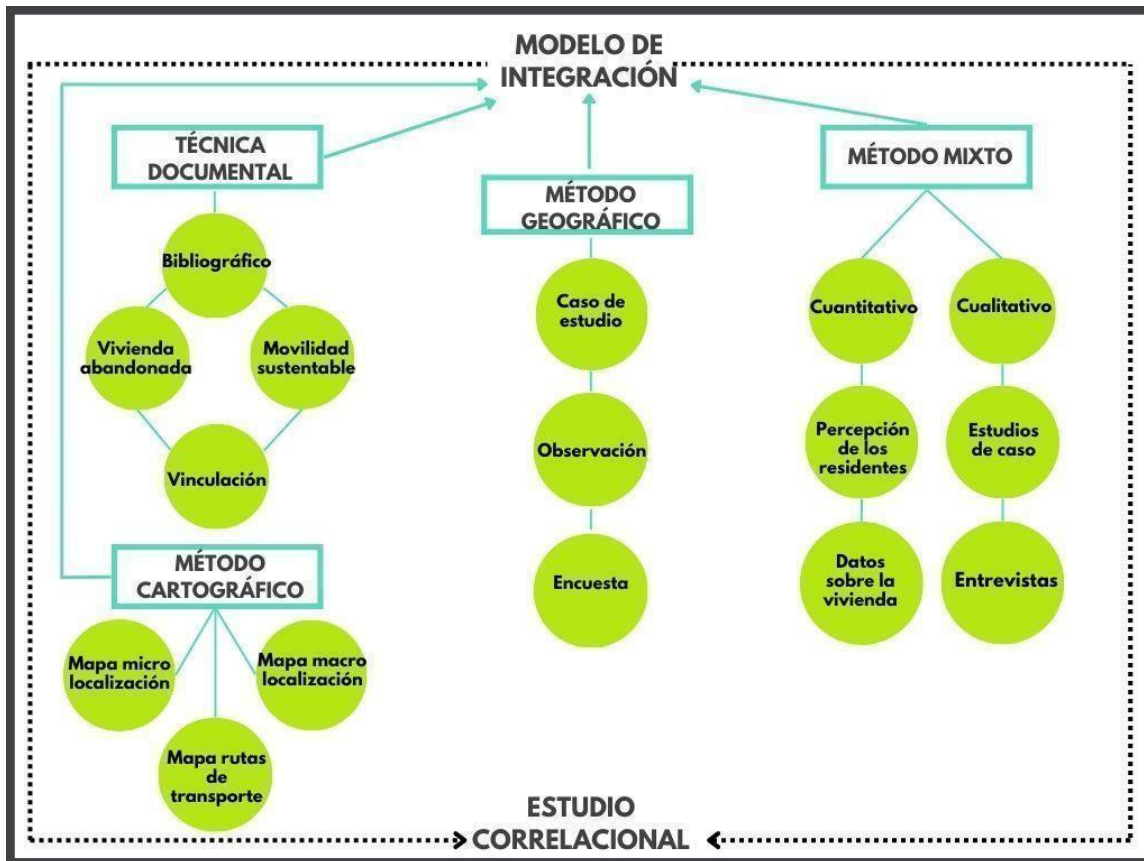 MODELO DE
INTEGRACIÓN
TÉCNICA
DOCUMENTAL
Bibliográfico
Vivienda
abandonada
Movilidad
sustentable
Vinculación
MÉTODO
CARTOGRÁFICO
Mapa micro
localización
Mapa macro
localización
Mapa rutas
de
transporte
MÉTODO
GEOGRÁFICO
Caso de
estudio
Observación
Encuesta
MÉTODO MIXTO
Cuantitativo
Percepción
de los
residentes
Datos
sobre la
vivienda
Cualitativo
Estudios
de caso
Entrevistas
ESTUDIO
CORRELACIONAL